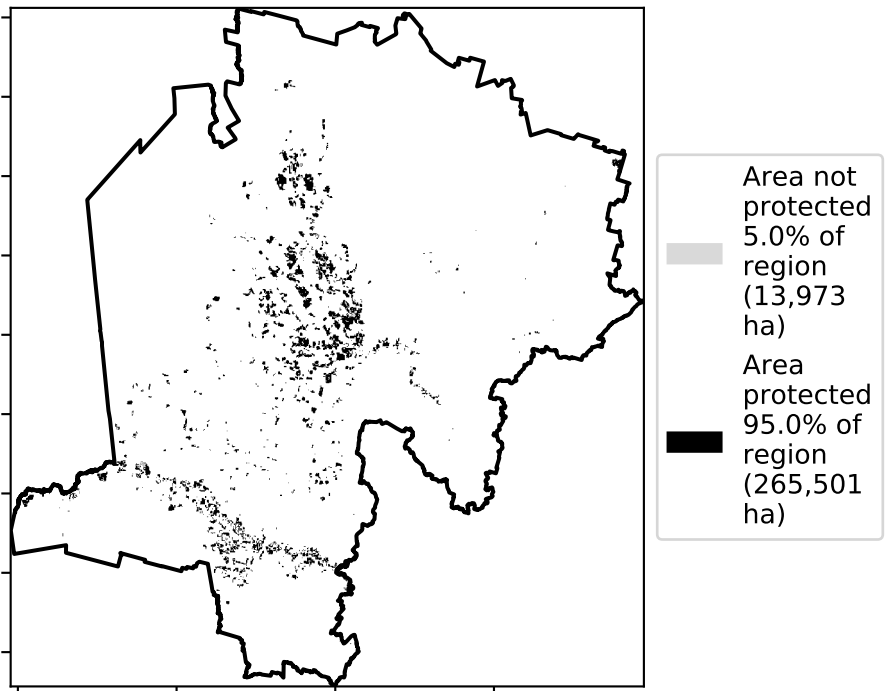 Area not
protected
5.0% of
region
(13,973
ha)
Area
protected
95.0% of
region
(265,501
ha)